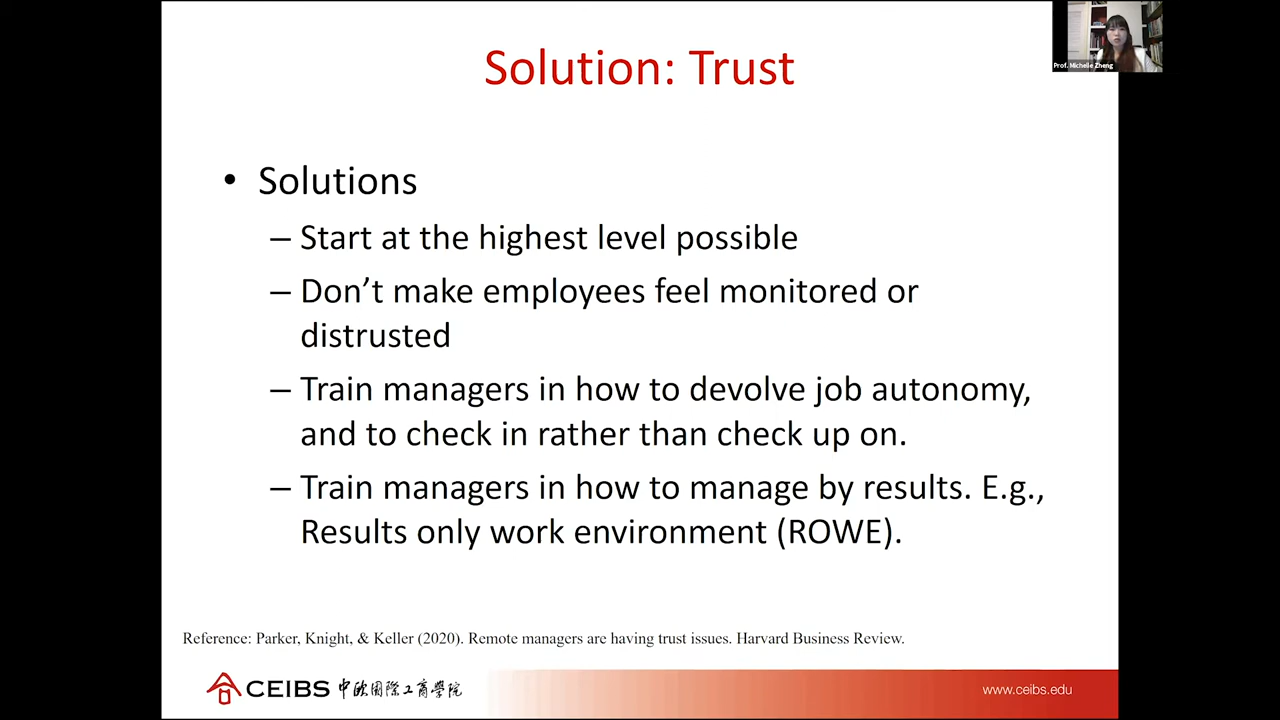 Prof. Michelle Zheng
Solution: Trust
• Solutions
– Start at the highest level possible
– Don’t make employees feel monitored or
distrusted
– Train managers in how to devolve job autonomy,
and to check in rather than check up on.
– Train managers in how to manage by results. E.g.,
Results only work environment (ROWE).
Reference: Parker, Knight, & Keller (2020). Remote managers are having trust issues. Harvard Business Review.
CEIBS 中欧国際工商學院
www.ceibs.edu